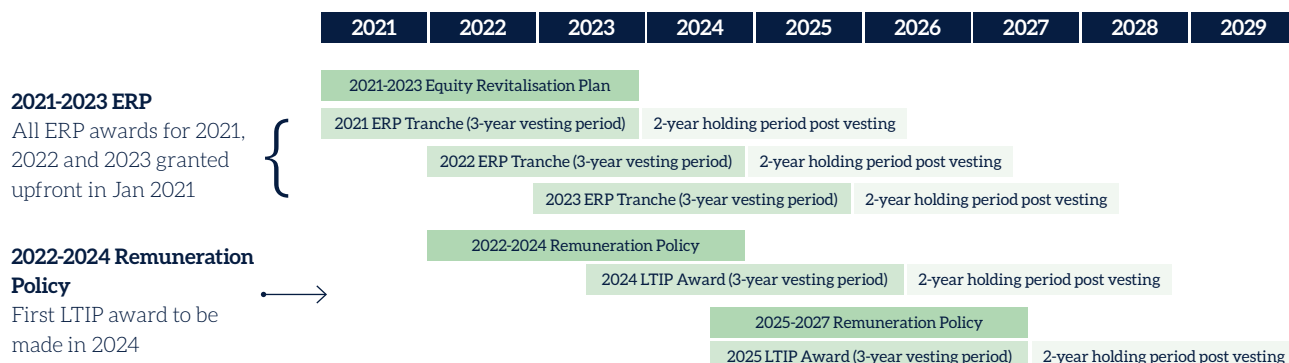 2021 2022 2023 2024 2025 2026 2027 2028 2029
2021-2023 Equity Revitalisation Plan
2021-2023 ERP
All ERP awards for 2021,
2022 and 2023 granted
upfront in Jan 2021
2021 ERP Tranche (3-year vesting period) 2-year holding period post vesting
2022 ERP Tranche (3-year vesting period) 2-year holding period post vesting
2023 ERP Tranche (3-year vesting period) 2-year holding period post vesting
2022-2024 Remuneration Policy
2022-2024 Remuneration
Policy
First LTIP award to be
made in 2024
2024 LTIP Award (3-year vesting period) 2-year holding period post vesting
2025-2027 Remuneration Policy
2025 LTIP Award (3-year vesting period) 2-year holding period post vesting